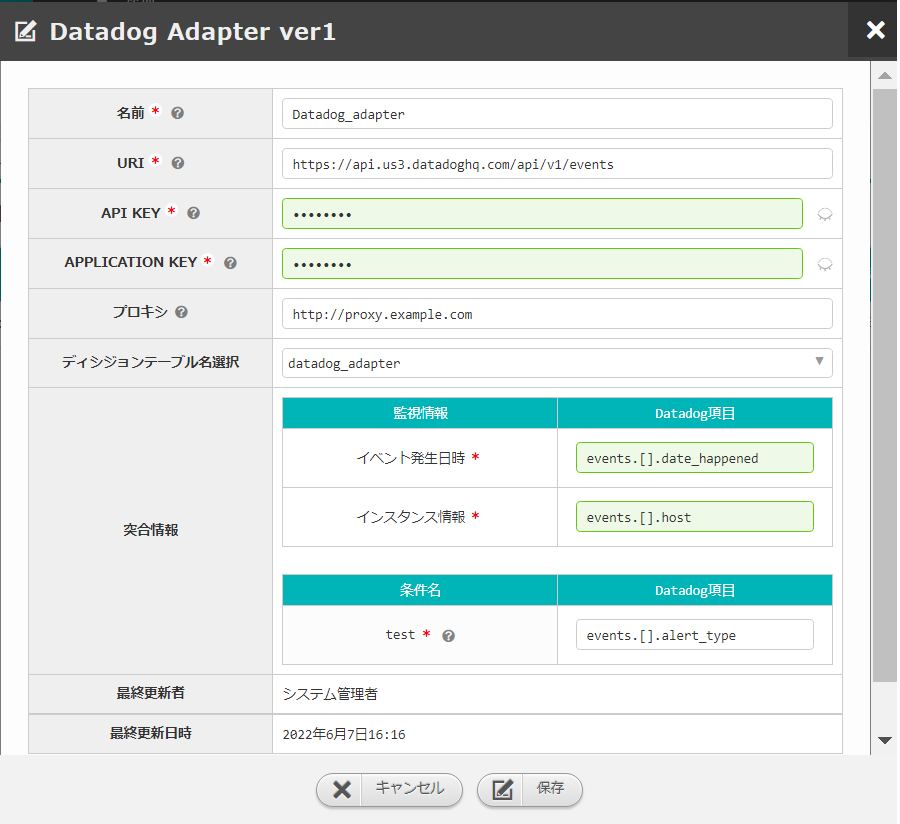 Datadog Adapter ver1
名前 *
Datadog_adapter
URI *
https://api.us3.datadoghq.com/api/v1/events
API KEY *
••••••••
APPLICATION KEY *
••••••••
プロキシ
http://proxy.example.com
ディシジョンテーブル名選択
datadog_adapter
突合情報
監視情報 Datadog項目
イベント発生日時 * events.[].date_happened
インスタンス情報 * events.[].host
条件名 Datadog項目
test * events.[].alert_type
最終更新者
システム管理者
最終更新日時
2022年6月7日16:16
キャンセル
保存